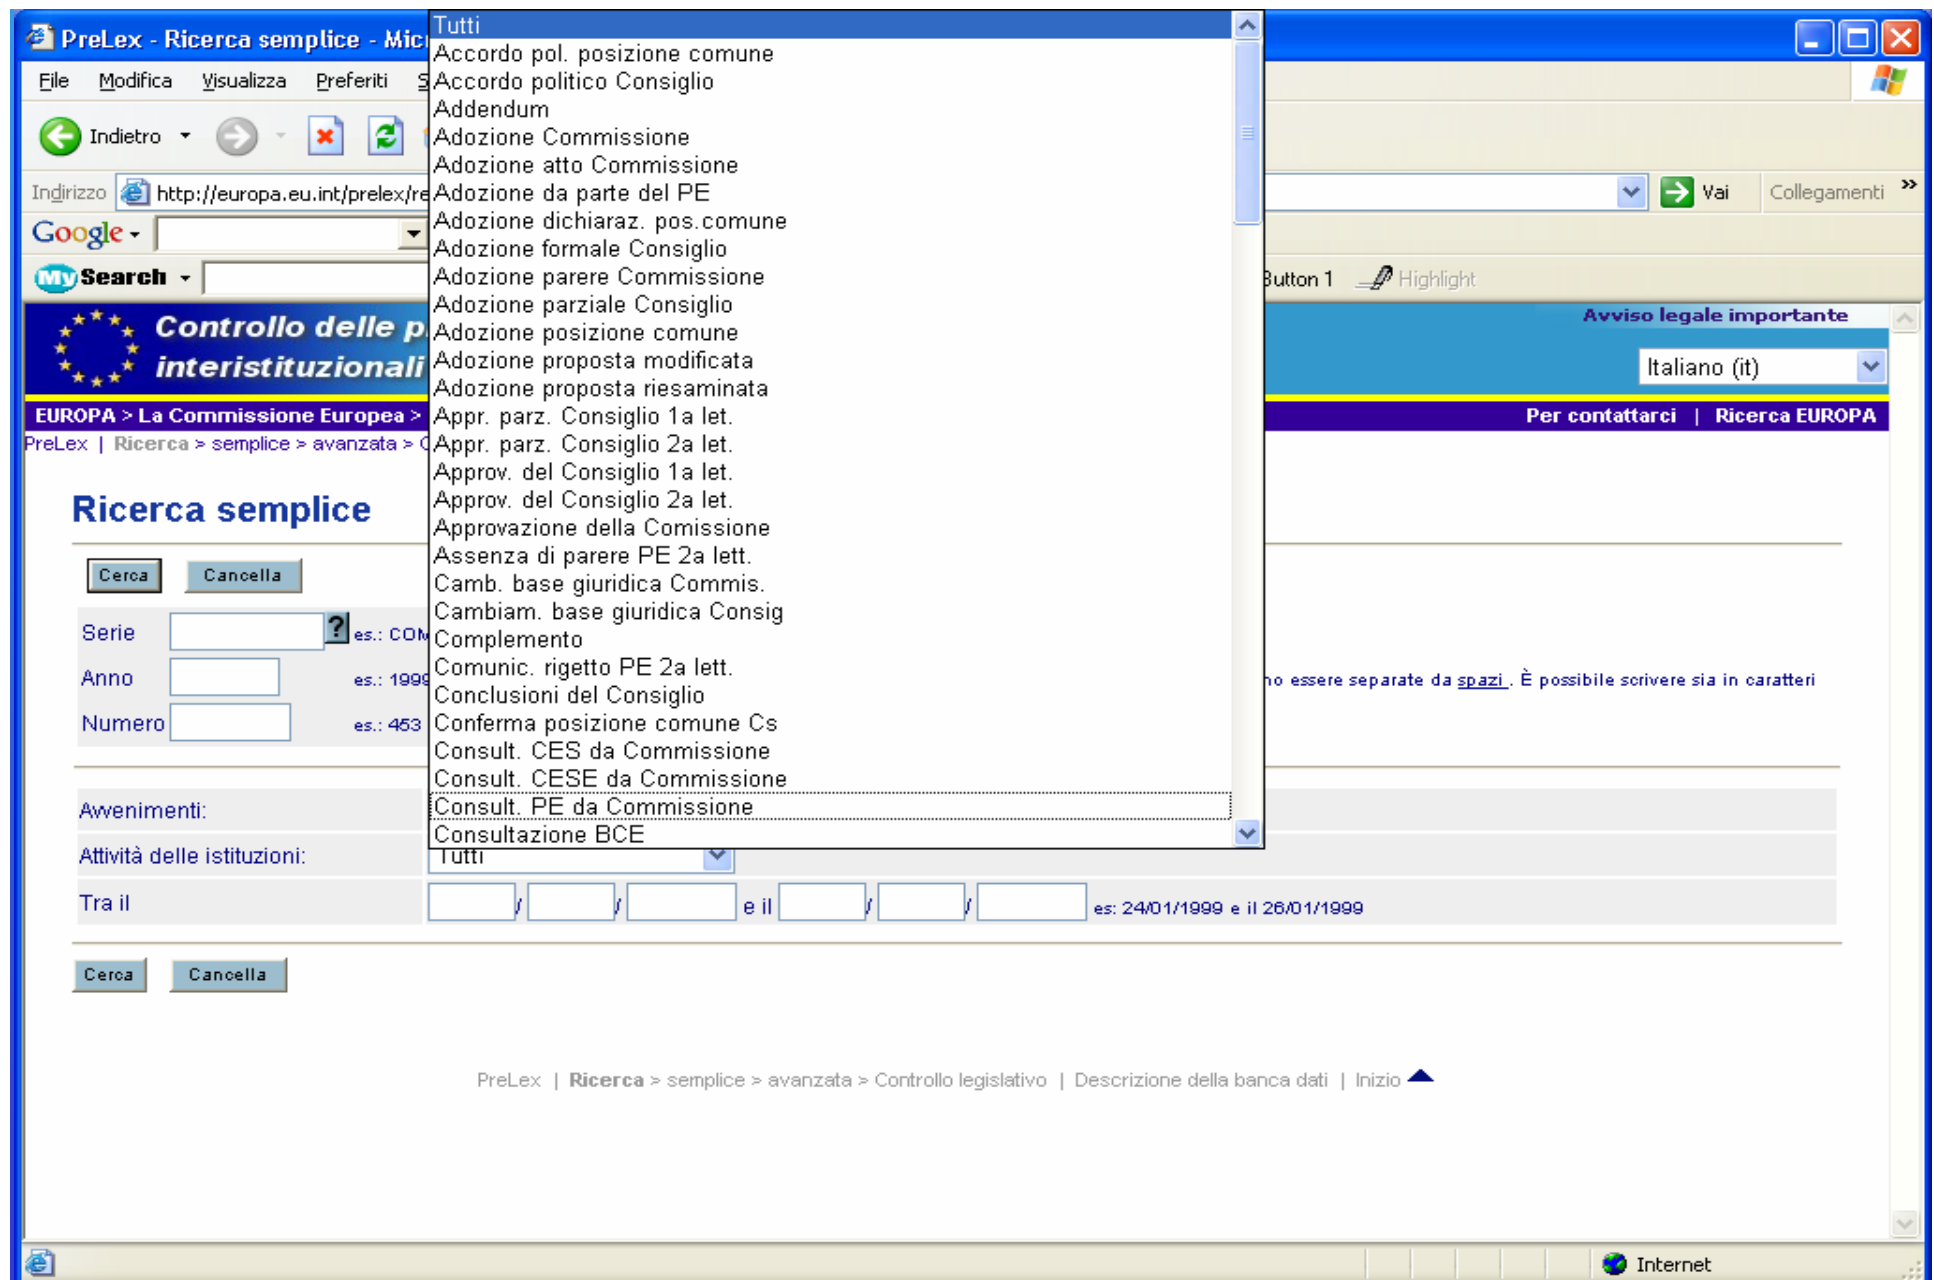 PreLex - Ricerca semplice - Mic
File Modifica Visualizza Preferiti
Indietro
Indirizzo http://europa.eu.int/prelex/re Vai Collegamenti »
Google
My Search Button 1 Highlight
Tutti
Accordo pol. posizione comune
Accordo politico Consiglio
Addendum
Adozione Commissione
Adozione atto Commissione
Adozione da parte del PE
Adozione dichiaraz. pos.comune
Adozione formale Consiglio
Adozione parere Commissione
Adozione parziale Consiglio
Adozione posizione comune
Adozione proposta modificata
Adozione proposta riesaminata
Appr. parz. Consiglio 1a let.
Appr. parz. Consiglio 2a let.
Approv. del Consiglio 1a let.
Approv. del Consiglio 2a let.
Approvazione della Comissione
Assenza di parere PE 2a lett.
Camb. base giuridica Commis.
Cambiam. base giuridica Consig
Complemento
Comunic. rigetto PE 2a lett.
Conclusioni del Consiglio
Conferma posizione comune Cs
Consult. CES da Commissione
Consult. CESE da Commissione
Consult. PE da Commissione
Consultazione BCE
Controllo delle p
interistituzionali
Avviso legale importante
Italiano (it)
EUROPA > La Commissione Europea > Per contattarci | Ricerca EUROPA
PreLex | Ricerca > semplice > avanzata >
Ricerca semplice
Cerca Cancella
Serie ? es.: COM
Anno es.: 1999 no essere separate da spazi . È possibile scrivere sia in caratteri
Numero es.: 453
Avvenimenti:
Attività delle istituzioni: Tutti
Tra il / / e il / / es: 24/01/1999 e il 26/01/1999
Cerca Cancella
PreLex | Ricerca > semplice > avanzata > Controllo legislativo | Descrizione della banca dati | Inizio
Internet